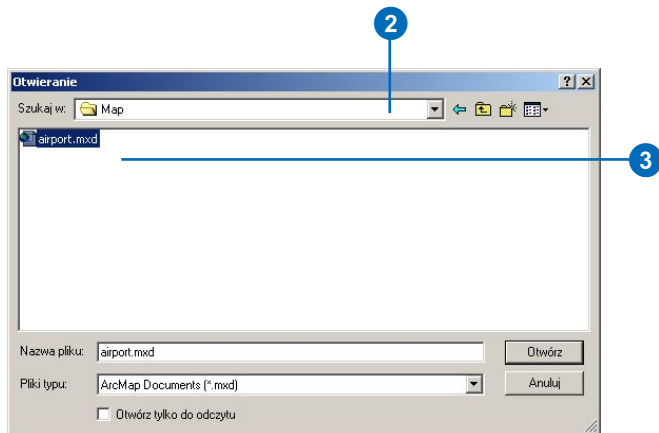 2
Otwieranie
Szukaj w: Map
airport.mxd
3
Nazwa pliku: airport.mxd Otwórz
Pliki typu: ArcMap Documents (*.mxd) Anuluj
Otwórz tylko do odczytu